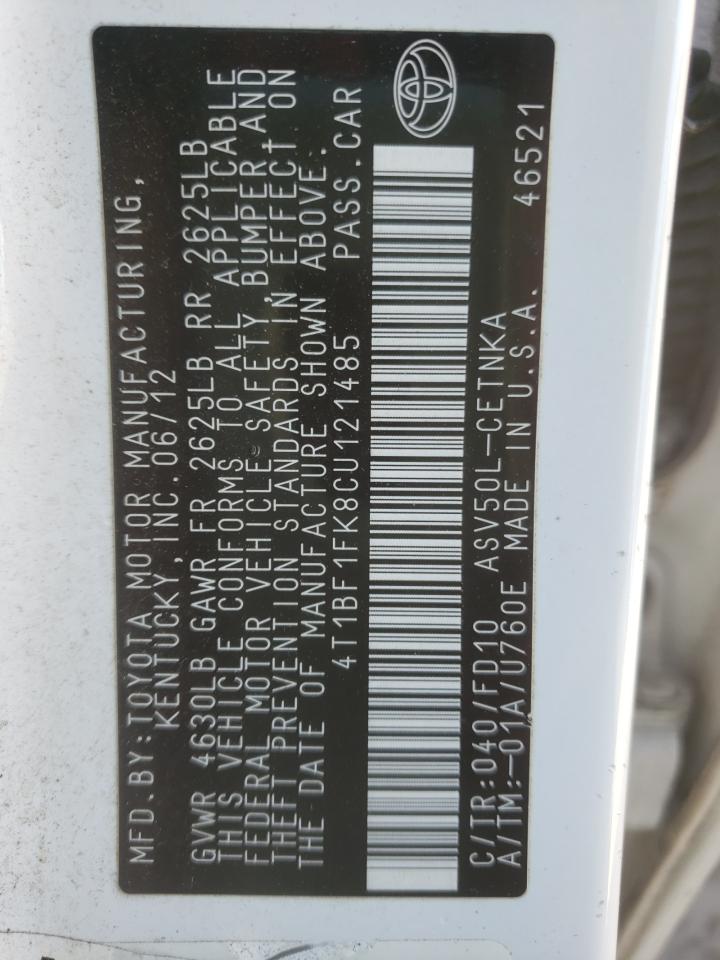 MFD.BY:TOYOTA MOTOR MANUFACTURING,
KENTUCKY, INC. 06/12
GVWR 4630LB GAWR FR 2625LB RR 2625LB
THIS VEHICLE CONFORMS TO ALL APPLICABLE
FEDERAL MOTOR VEHICLE SAFETY, BUMPER, AND
THEFT PREVENTION STANDARDS IN EFFECT ON
THE DATE OF MANUFACTURE SHOWN ABOVE.
4T1BF1FK8CU121485 PASS.CAR
C/TR:040/FD10 ASV50L-CETNKA
A/TM:-01A/U760E MADE IN U.S.A. 46521